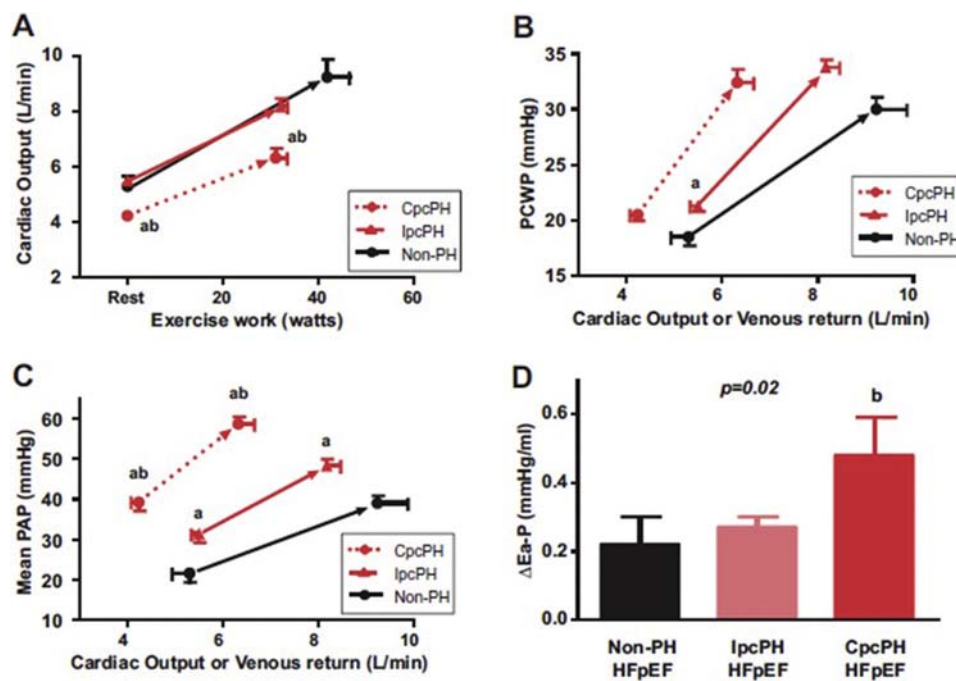 A
Cardiac Output (L/min)
10
8
6
4
2
ab
ab
CpcPH
IpcPH
Non-PH
Rest
20
40
60
Exercise work (watts)
B
PCWP (mmHg)
35
30
25
20
15
a
CpcPH
IpcPH
Non-PH
4
6
8
10
Cardiac Output or Venous return (L/min)
C
Mean PAP (mmHg)
60
50
40
30
20
10
ab
ab
a
a
CpcPH
IpcPH
Non-PH
4
6
8
10
Cardiac Output or Venous return (L/min)
D
ΔEa-P (mmHg/ml)
0.6
0.4
0.2
0.0
p=0.02
b
Non-PH
HFpEF
IpcPH
HFpEF
CpcPH
HFpEF